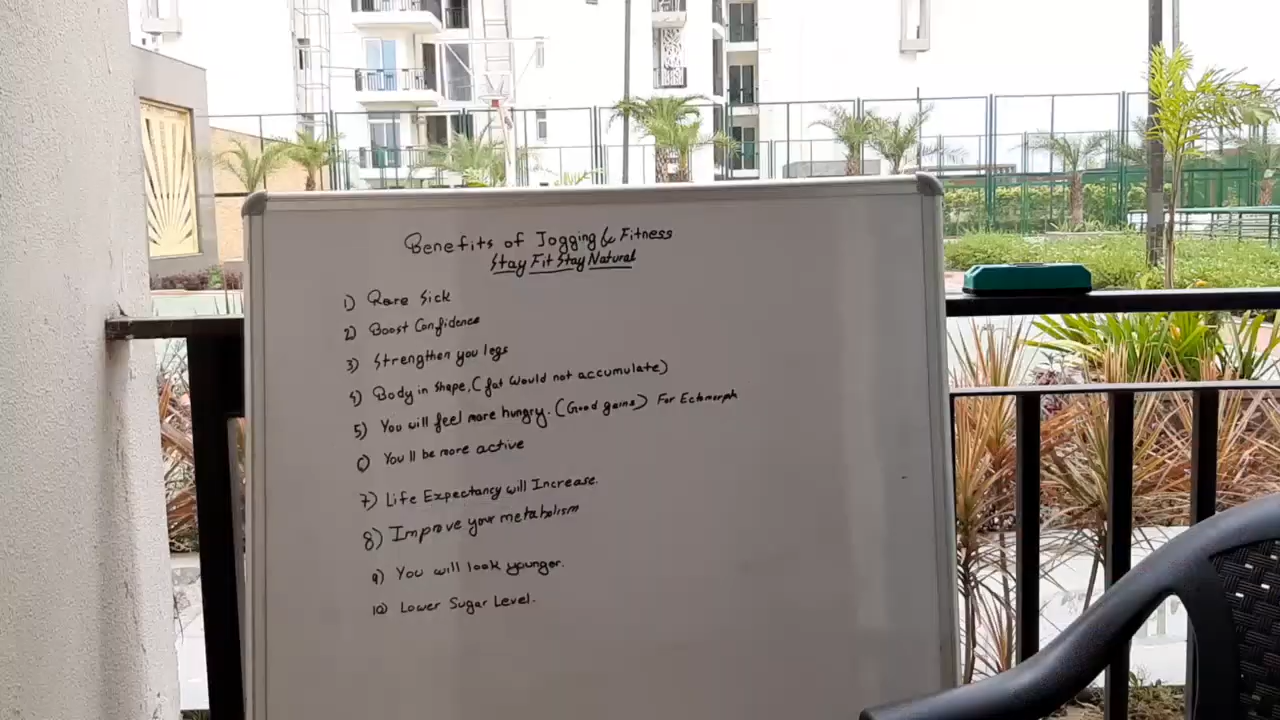 Benefits of Jogging & Fitness
Stay Fit Stay Natural
1) Rare Sick
2) Boost Confidence
3) Strengthen you legs
4) Body in shape, (fat would not accumulate)
5) You will feel more hungry. (Good gains) For Ectomorph
6) You'll be more active
7) Life Expectancy will Increase.
8) Improve your metabolism
9) You will look younger.
10) Lower Sugar Level.